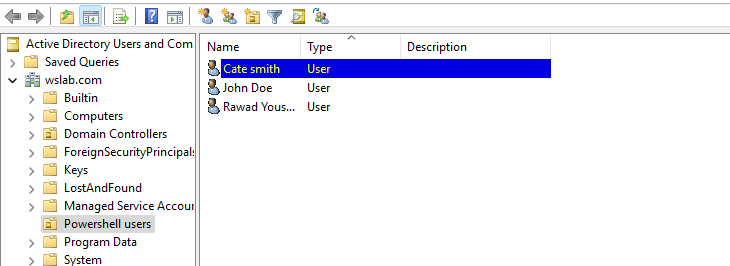 Active Directory Users and Com
Saved Queries
wslab.com
Builtin
Computers
Domain Controllers
ForeignSecurityPrincipals
Keys
LostAndFound
Managed Service Accour
Powershell users
Program Data
System
Name Type Description
Cate smith User
John Doe User
Rawad Yous... User